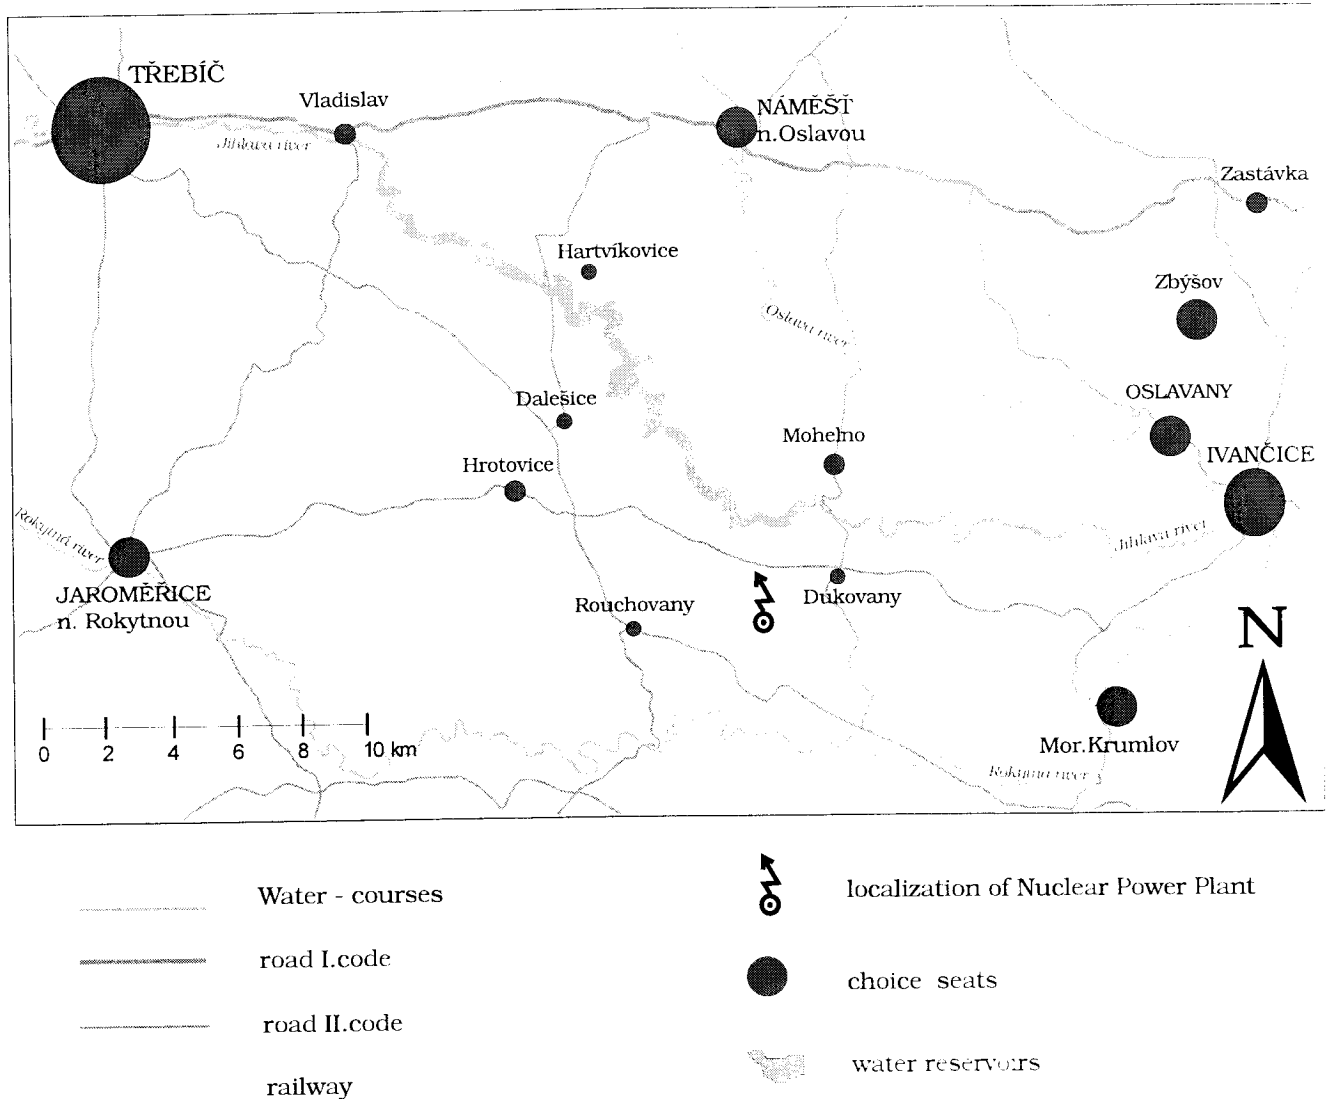 TŘEBÍČ
Vladislav
NÁMĚŠŤ
n.Oslavou
Jihlava river
Zastávka
Hartvíkovice
Zbýšov
Oslava river
Dalešice
OSLAVANY
Mohelno
Hrotovice
IVANČICE
Rokytná river
Jihlava river
JAROMĚŘICE
n. Rokytnou
Rouchovany
Dukovany
N
0 2 4 6 8 10 km
Mor.Krumlov
Rokytná river
Water - courses
road I.code
road II.code
railway
localization of Nuclear Power Plant
choice seats
water reservoirs